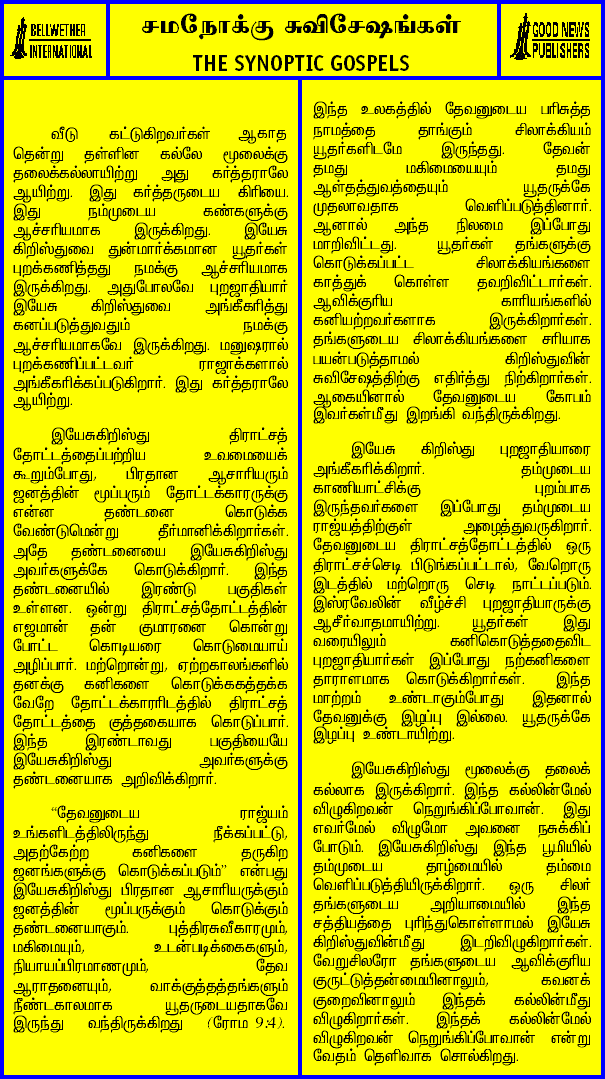 BELLWETHER
INTERNATIONAL
சமநோக்கு சுவிசேஷங்கள்
THE SYNOPTIC GOSPELS
GOOD NEWS
PUBLISHERS
வீடு கட்டுகிறவர்கள் ஆகாத
தென்று தள்ளின கல்லே மூலைக்கு
தலைக்கல்லாயிற்று அது கர்த்தராலே
ஆயிற்று. இது கர்த்தருடைய கிரியை.
இது நம்முடைய கண்களுக்கு
ஆச்சரியமாக இருக்கிறது. இயேசு
கிறிஸ்துவை துன்மார்க்கமான யூதர்கள்
புறக்கணித்தது நமக்கு ஆச்சரியமாக
இருக்கிறது. அதுபோலவே புறஜாதியார்
இயேசு கிறிஸ்துவை அங்கீகரித்து
கனப்படுத்துவதும் நமக்கு
ஆச்சரியமாகவே இருக்கிறது. மனுஷரால்
புறக்கணிப்பட்டவர் ராஜாக்களால்
அங்கீகரிக்கப்படுகிறார். இது கர்த்தராலே
ஆயிற்று.
இயேசுகிறிஸ்து திராட்சத்
தோட்டத்தைப்பற்றிய உவமையைக்
கூறும்போது, பிரதான ஆசாரியரும்
ஜனத்தின் மூப்பரும் தோட்டக்காரருக்கு
என்ன தண்டனை கொடுக்க
வேண்டுமென்று தீர்மானிக்கிறார்கள்.
அதே தண்டனையை இயேசுகிறிஸ்து
அவர்களுக்கே கொடுக்கிறார். இந்த
தண்டனையில் இரண்டு பகுதிகள்
உள்ளன. ஒன்று திராட்சத்தோட்டத்தின்
எஜமான் தன் குமாரனை கொன்று
போட்ட கொடியரை கொடுமையாய்
அழிப்பார். மற்றொன்று, ஏற்றகாலங்களில்
தனக்கு கனிகளை கொடுக்கத்தக்க
வேறே தோட்டக்காரரிடத்தில் திராட்சத்
தோட்டத்தை குத்தகையாக கொடுப்பார்.
இந்த இரண்டாவது பகுதியையே
இயேசுகிறிஸ்து அவர்களுக்கு
தண்டனையாக அறிவிக்கிறார்.
“தேவனுடைய ராஜ்யம்
உங்களிடத்திலிருந்து நீக்கப்பட்டு,
அதற்கேற்ற கனிகளை தருகிற
ஜனங்களுக்கு கொடுக்கப்படும்” என்பது
இயேசுகிறிஸ்து பிரதான ஆசாரியருக்கும்
ஜனத்தின் மூப்பருக்கும் கொடுக்கும்
தண்டனையாகும். புத்திரசுவீகாரமும்,
மகிமையும், உடன்படிக்கைகளும்,
நியாயப்பிரமாணமும், தேவ
ஆராதனையும், வாக்குத்தத்தங்களும்
நீண்டகாலமாக யூதருடையதாகவே
இருந்து வந்திருக்கிறது (ரோம 9:4).
இந்த உலகத்தில் தேவனுடைய பரிசுத்த
நாமத்தை தாங்கும் சிலாக்கியம்
யூதர்களிடமே இருந்தது. தேவன்
தமது மகிமையையும் தமது
ஆள்தத்துவத்தையும் யூதருக்கே
முதலாவதாக வெளிப்படுத்தினார்.
ஆனால் அந்த நிலமை இப்போது
மாறிவிட்டது. யூதர்கள் தங்களுக்கு
கொடுக்கப்பட்ட சிலாக்கியங்களை
காத்துக் கொள்ள தவறிவிட்டார்கள்.
ஆவிக்குரிய காரியங்களில்
கனியற்றவர்களாக இருக்கிறார்கள்.
தங்களுடைய சிலாக்கியங்களை சரியாக
பயன்படுத்தாமல் கிறிஸ்துவின்
சுவிசேஷத்திற்கு எதிர்த்து நிற்கிறார்கள்.
ஆகையினால் தேவனுடைய கோபம்
இவர்கள்மீது இறங்கி வந்திருக்கிறது.
இயேசு கிறிஸ்து புறஜாதியாரை
அங்கீகரிக்கிறார். தம்முடைய
காணியாட்சிக்கு புறம்பாக
இருந்தவர்களை இப்போது தம்முடைய
ராஜ்யத்திற்குள் அழைத்துவருகிறார்.
தேவனுடைய திராட்சத்தோட்டத்தில் ஒரு
திராட்சச்செடி பிடுங்கப்பட்டால், வேறொரு
இடத்தில் மற்றொரு செடி நாட்டப்படும்.
இஸ்ரவேலின் வீழ்ச்சி புறஜாதியாருக்கு
ஆசீர்வாதமாயிற்று. யூதர்கள் இது
வரையிலும் கனிகொடுத்ததைவிட
புறஜாதியார்கள் இப்போது நற்கனிகளை
தாராளமாக கொடுக்கிறார்கள். இந்த
மாற்றம் உண்டாகும்போது இதனால்
தேவனுக்கு இழப்பு இல்லை. யூதருக்கே
இழப்பு உண்டாயிற்று.
இயேசுகிறிஸ்து மூலைக்கு தலைக்
கல்லாக இருக்கிறார். இந்த கல்லின்மேல்
விழுகிறவன் நெறுங்கிப்போவான். இது
எவர்மேல் விழுமோ அவனை நசுக்கிப்
போடும். இயேசுகிறிஸ்து இந்த பூமியில்
தம்முடைய தாழ்மையில் தம்மை
வெளிப்படுத்தியிருக்கிறார். ஒரு சிலர்
தங்களுடைய அறியாமையில் இந்த
சத்தியத்தை புரிந்துகொள்ளாமல் இயேசு
கிறிஸ்துவின்மீது இடறிவிழுகிறார்கள்.
வேறுசிலரோ தங்களுடைய ஆவிக்குரிய
குருட்டுத்தன்மையினாலும், கவனக்
குறைவினாலும் இந்தக் கல்லின்மீது
விழுகிறார்கள். இந்தக் கல்லின்மேல்
விழுகிறவன் நெறுங்கிப்போவான் என்று
வேதம் தெளிவாக சொல்கிறது.